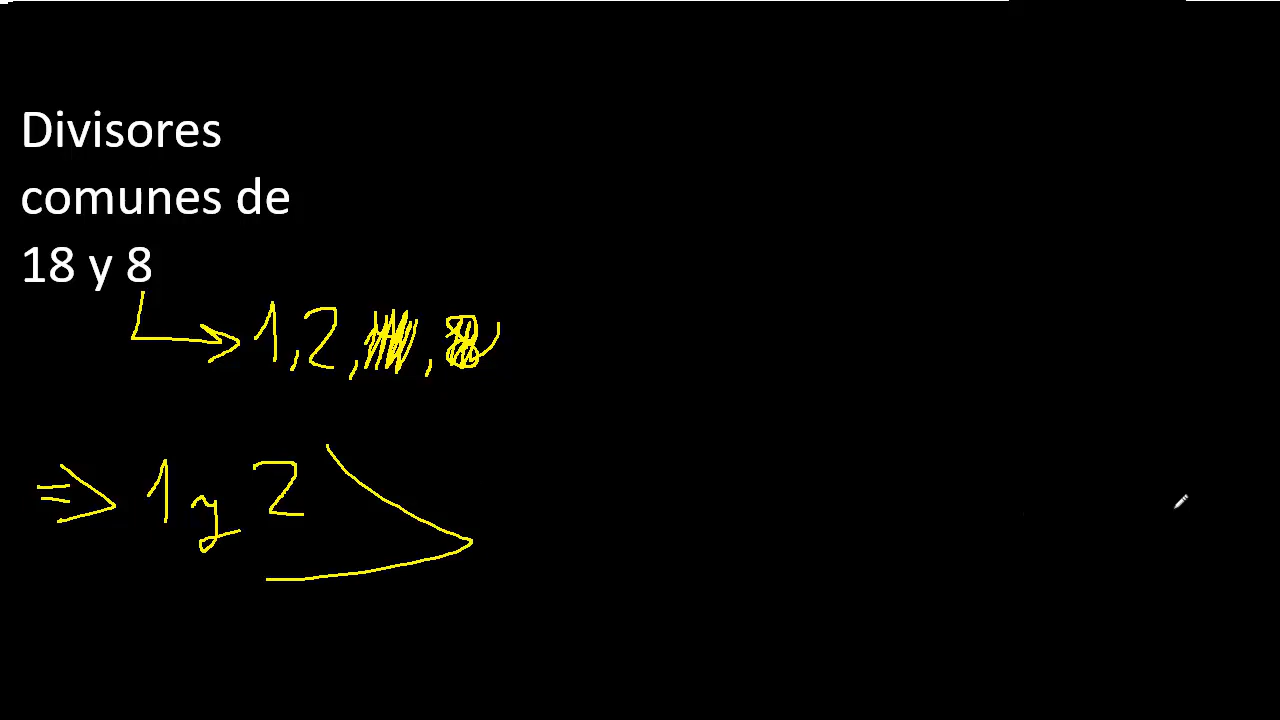 Divisores
comunes de
18 y 8
1, 2, , 
⇒ 1 y 2